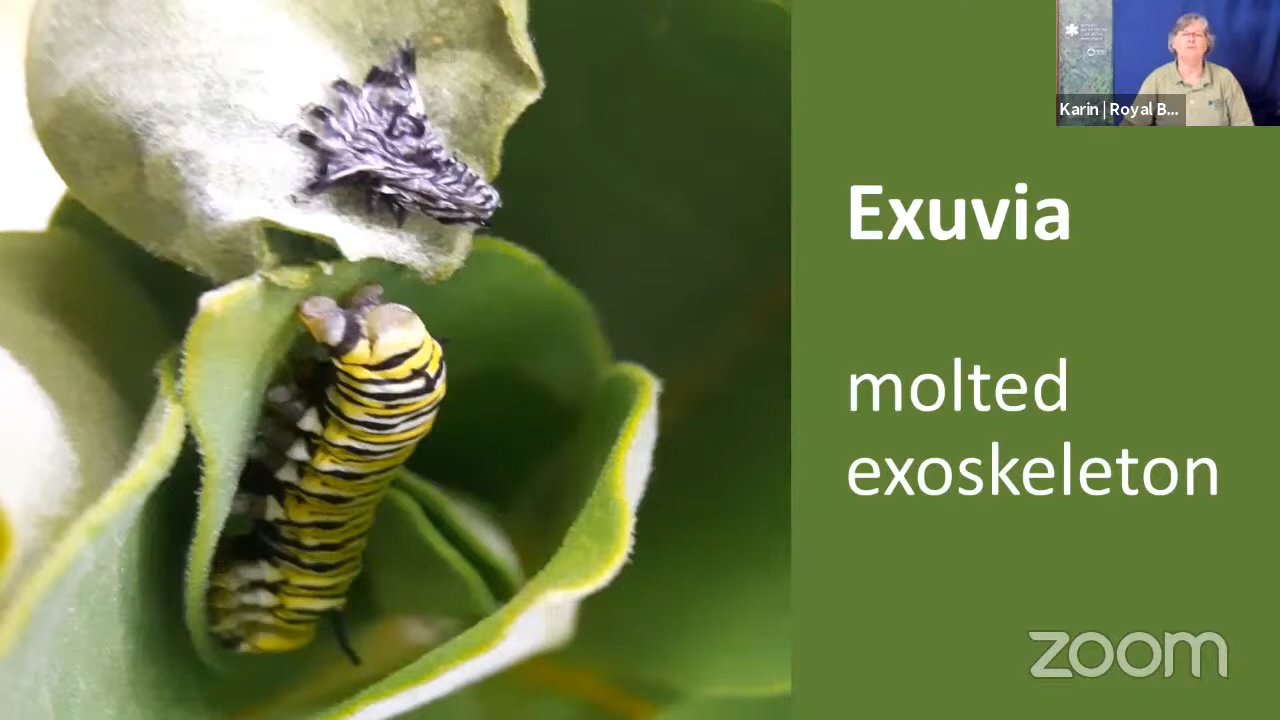 Karin | Royal B...
Exuvia
molted
exoskeleton
zoom